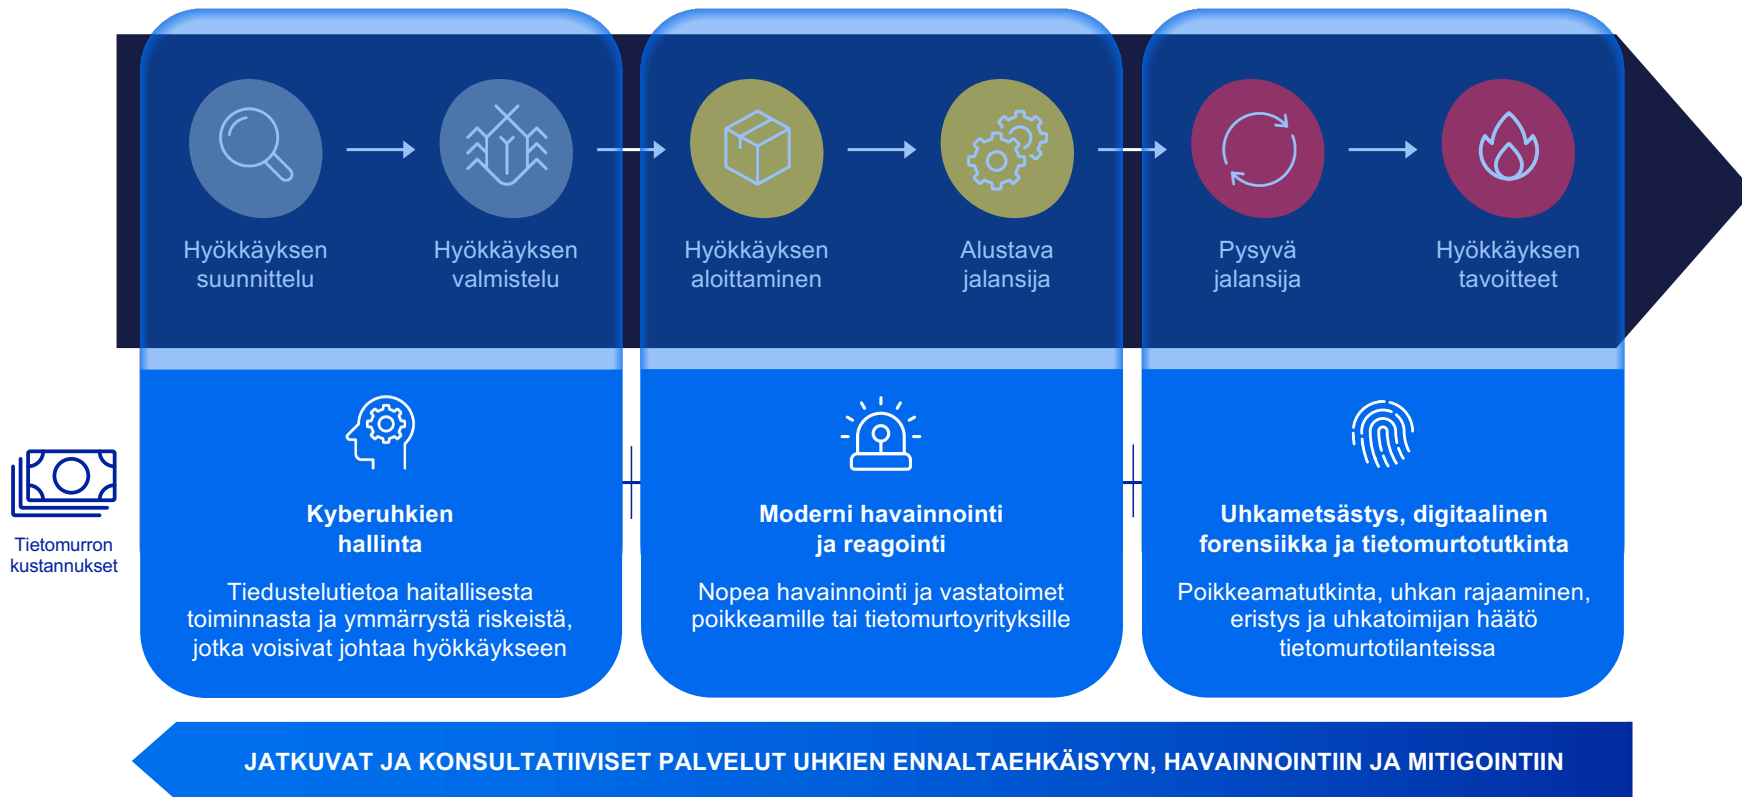 Hyökkäyksen
suunnittelu
Hyökkäyksen
valmistelu
Hyökkäyksen
aloittaminen
Alustava
jalansija
Pysyvä
jalansija
Hyökkäyksen
tavoitteet
Tietomurron
kustannukset
Kyberuhkien
hallinta
Tiedustelutietoa haitallisesta
toiminnasta ja ymmärrystä riskeistä,
jotka voisivat johtaa hyökkäykseen
Moderni havainnointi
ja reagointi
Nopea havainnointi ja vastatoimet
poikkeamille tai tietomurtoyrityksille
Uhkametsästys, digitaalinen
forensiikka ja tietomurtotutkinta
Poikkeamatutkinta, uhkan rajaaminen,
eristys ja uhkatoimijan häätö
tietomurtotilanteissa
JATKUVAT JA KONSULTATIIVISET PALVELUT UHKIEN ENNALTAEHKÄISYYN, HAVAINNOINTIIN JA MITIGOINTIIN